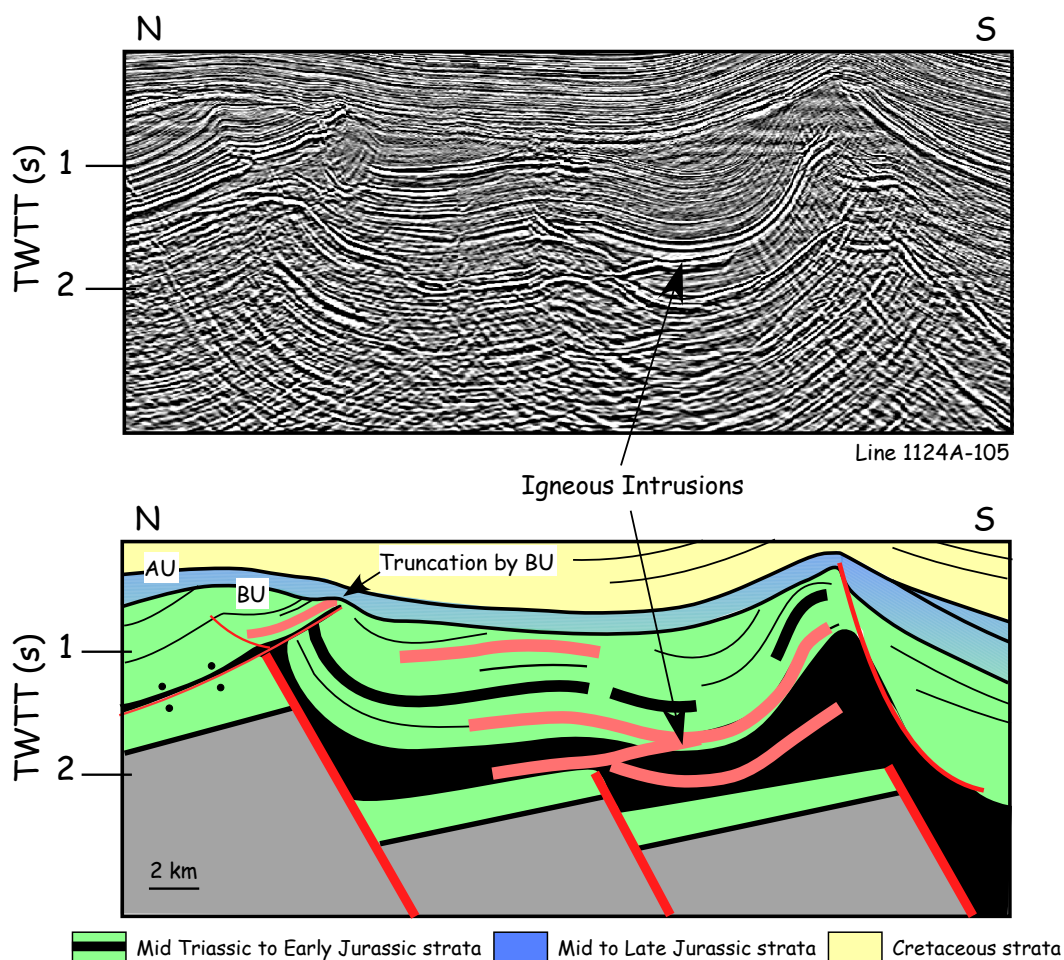 N S
TWTT (s)
1
2
Line 1124A-105
Igneous Intrusions
N S
AU
Truncation by BU
BU
TWTT (s)
1
2
2 km
Mid Triassic to Early Jurassic strata Mid to Late Jurassic strata Cretaceous strata